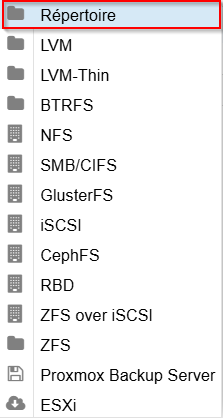 Répertoire
LVM
LVM-Thin
BTRFS
NFS
SMB/CIFS
GlusterFS
iSCSI
CephFS
RBD
ZFS over iSCSI
ZFS
Proxmox Backup Server
ESXi